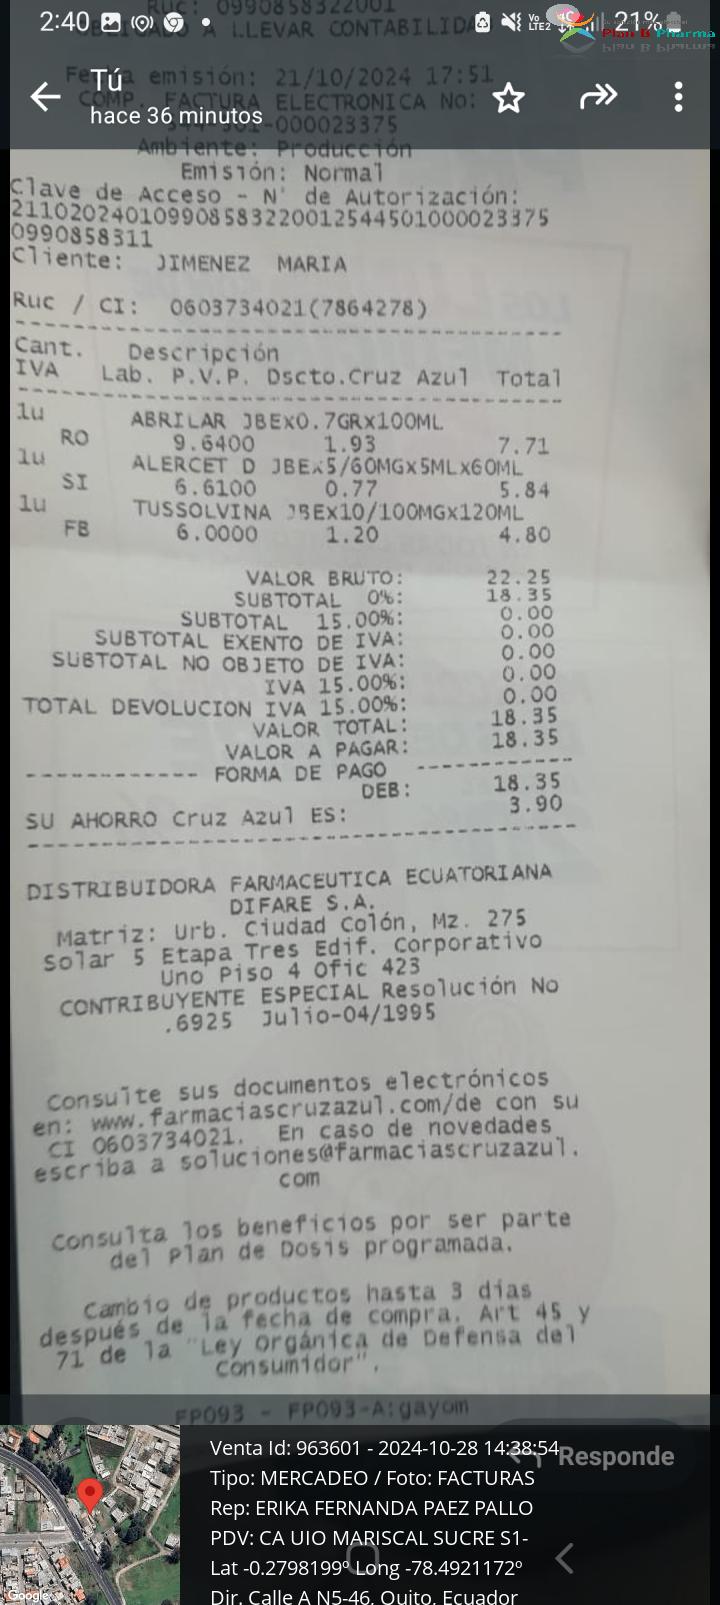 Ruc: 0990858322001
2:40
21%
Plan B Pharma
A LLEVAR CONTABILIDA
Fecha emisión: 21/10/2024 17:51
Tú
COMP. FACTURA ELECTRONICA No:
hace 36 minutos
-000023375
Ambiente: Producción
Emisión: Normal
Clave de Acceso - N° de Autorización:
211020240109908583220012544501000023375
0990858311
Cliente: JIMENEZ MARIA
Ruc / CI: 0603734021(7864278)
Cant. Descripción
IVA Lab. P.V.P. Dscto.Cruz Azul Total
1u ABRILAR JBEx0.7GRx100ML
RO 9.6400 1.93 7.71
1u ALERCET D JBEx5/60MGx5MLx60ML
SI 6.6100 0.77 5.84
1u TUSSOLVINA JBEx10/100MGx120ML
FB 6.0000 1.20 4.80
VALOR BRUTO: 22.25
SUBTOTAL 0%: 18.35
SUBTOTAL 15.00%: 0.00
SUBTOTAL EXENTO DE IVA: 0.00
SUBTOTAL NO OBJETO DE IVA: 0.00
IVA 15.00%: 0.00
TOTAL DEVOLUCION IVA 15.00%: 0.00
VALOR TOTAL: 18.35
VALOR A PAGAR: 18.35
------------ FORMA DE PAGO -----------
DEB: 18.35
SU AHORRO Cruz Azul ES: 3.90
DISTRIBUIDORA FARMACEUTICA ECUATORIANA
DIFARE S.A.
Matriz: Urb. Ciudad Colón, Mz. 275
Solar 5 Etapa Tres Edif. Corporativo
Uno Piso 4 Ofic 423
CONTRIBUYENTE ESPECIAL Resolución No
.6925 Julio-04/1995
Consulte sus documentos electrónicos
en: www.farmaciascruzazul.com/de con su
CI 0603734021. En caso de novedades
escriba a soluciones@farmaciascruzazul.
com
Consulta los beneficios por ser parte
del Plan de Dosis programada.
Cambio de productos hasta 3 días
después de la fecha de compra. Art 45 y
71 de la "Ley Orgánica de Defensa del
Consumidor".
FP093 - FP093-A:gayom
Responde
Venta Id: 963601 - 2024-10-28 14:38:54
Tipo: MERCADEO / Foto: FACTURAS
Rep: ERIKA FERNANDA PAEZ PALLO
PDV: CA UIO MARISCAL SUCRE S1-
Lat -0.2798199º Long -78.4921172º
Dir. Calle A N5-46, Quito, Ecuador
Google